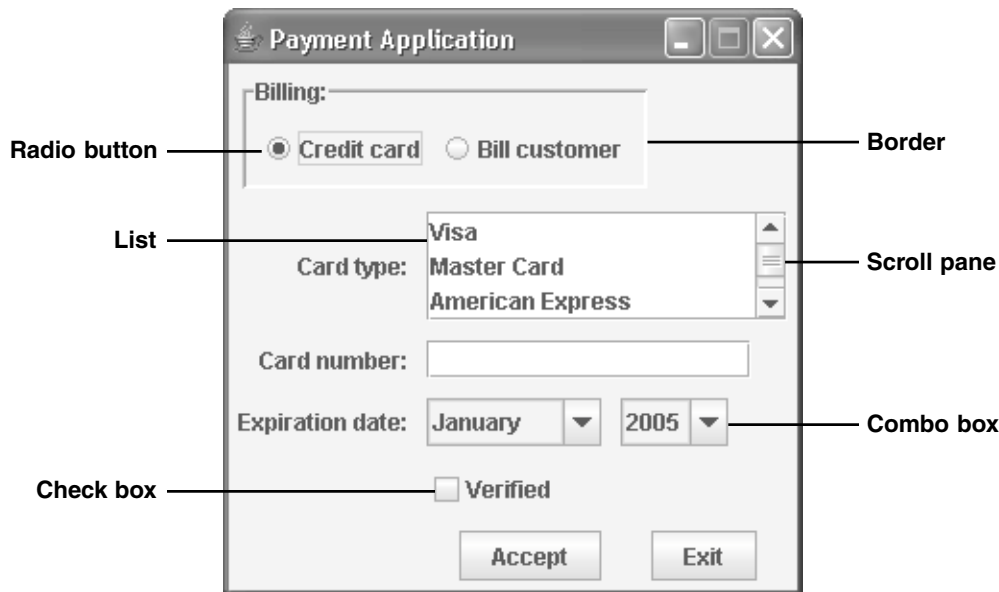 Payment Application
Billing:
Radio button
Credit card
Bill customer
Border
List
Visa
Card type:
Master Card
Scroll pane
American Express
Card number:
Expiration date:
January
2005
Combo box
Check box
Verified
Accept
Exit